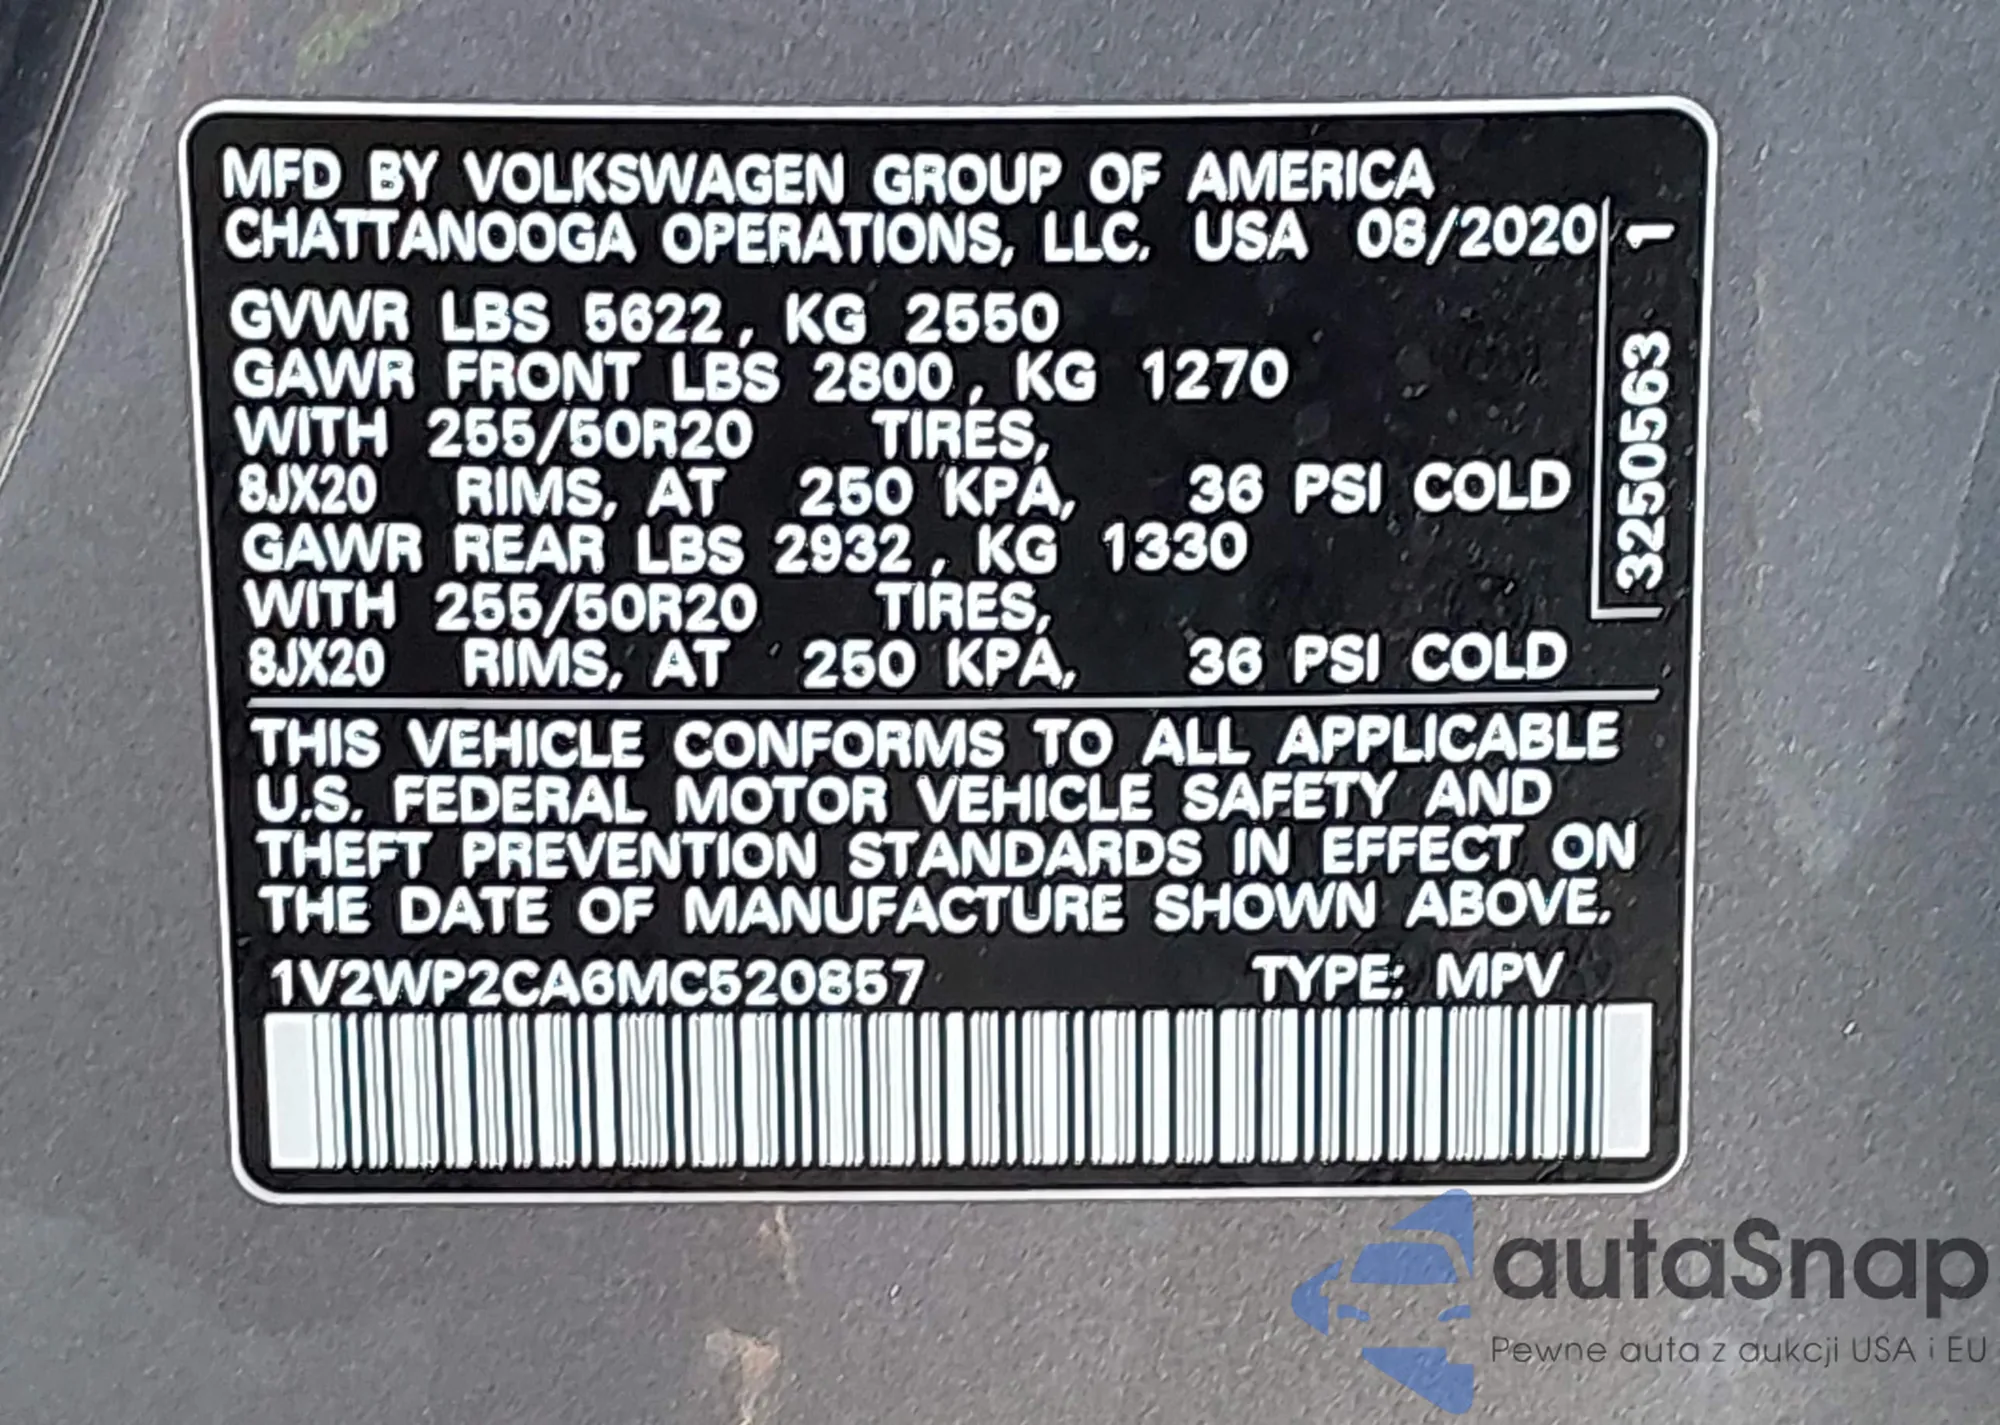 MFD BY VOLKSWAGEN GROUP OF AMERICA
CHATTANOOGA OPERATIONS, LLC. USA 08/2020
GVWR LBS 5622, KG 2550
GAWR FRONT LBS 2800, KG 1270
WITH 255/50R20 TIRES,
8JX20 RIMS, AT 250 KPA, 36 PSI COLD
GAWR REAR LBS 2932, KG 1330
WITH 255/50R20 TIRES,
8JX20 RIMS, AT 250 KPA, 36 PSI COLD
3250563 1
THIS VEHICLE CONFORMS TO ALL APPLICABLE
U.S. FEDERAL MOTOR VEHICLE SAFETY AND
THEFT PREVENTION STANDARDS IN EFFECT ON
THE DATE OF MANUFACTURE SHOWN ABOVE.
1V2WP2CA6MC520857 TYPE: MPV
autaSnap
Pewne auta z aukcji USA i EU